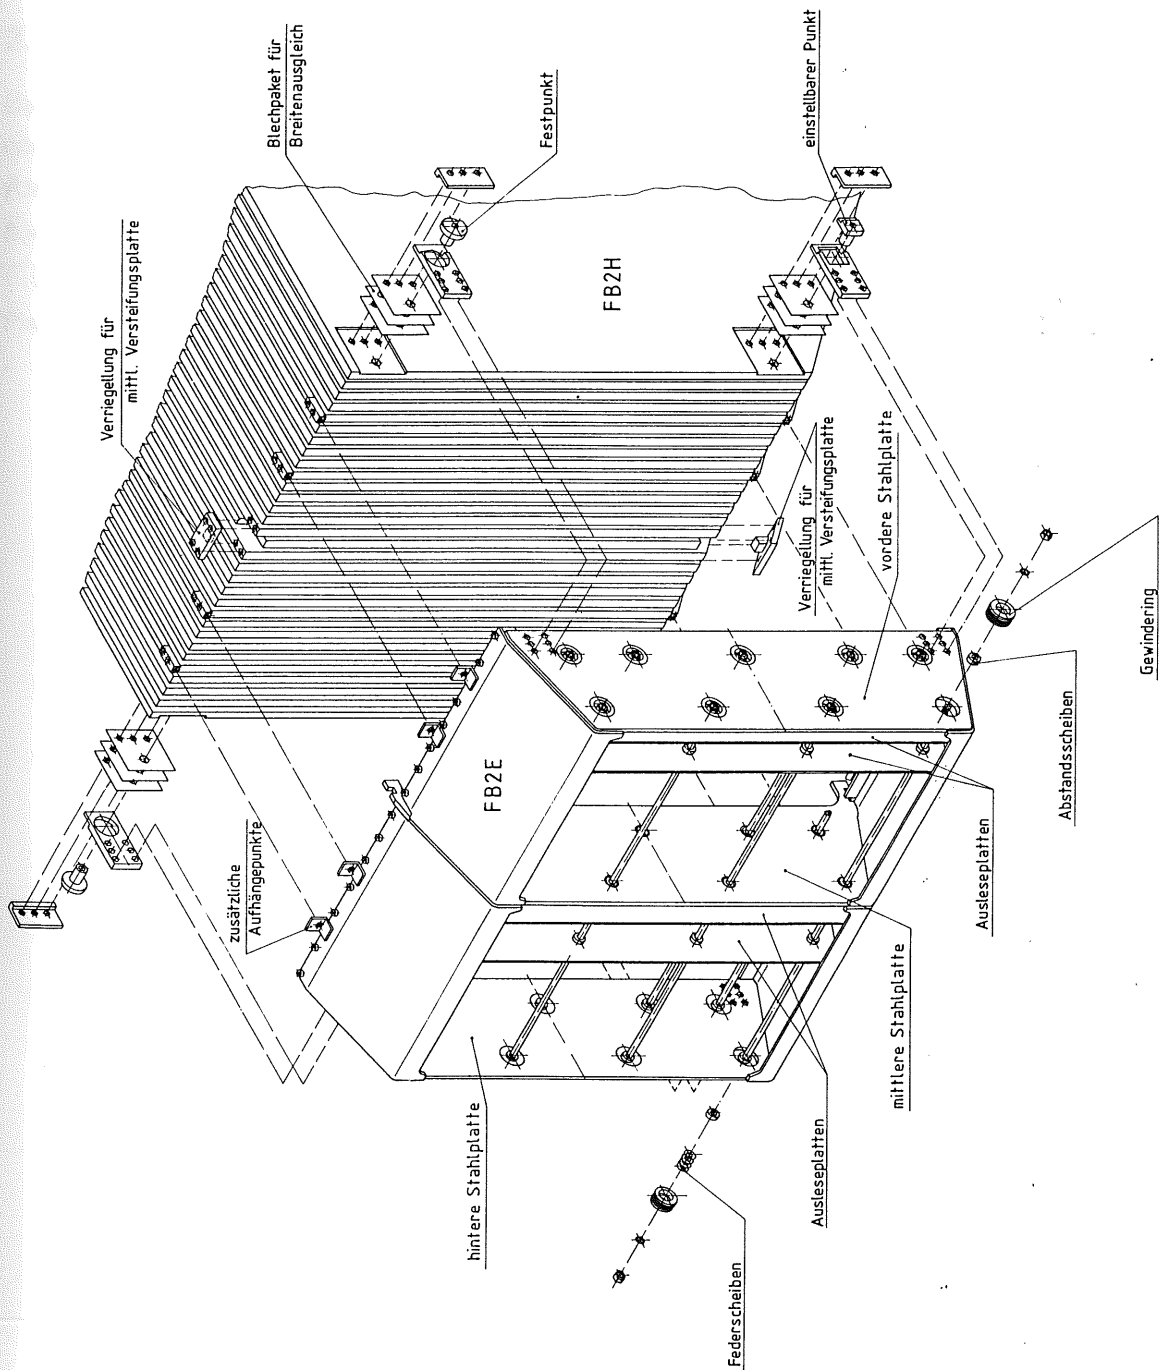 Blechpaket für
Breitenausgleich
Festpunkt
einstellbarer Punkt
Verriegellung für
mittl. Versteifungsplatte
FB2H
Verriegellung für
mittl. Versteifungsplatte
vordere Stahlplatte
Gewindering
zusätzliche
Aufhängepunkte
FB2E
Abstandsscheiben
Ausleseplatten
mittlere Stahlplatte
Ausleseplatten
hintere Stahlplatte
Federscheiben